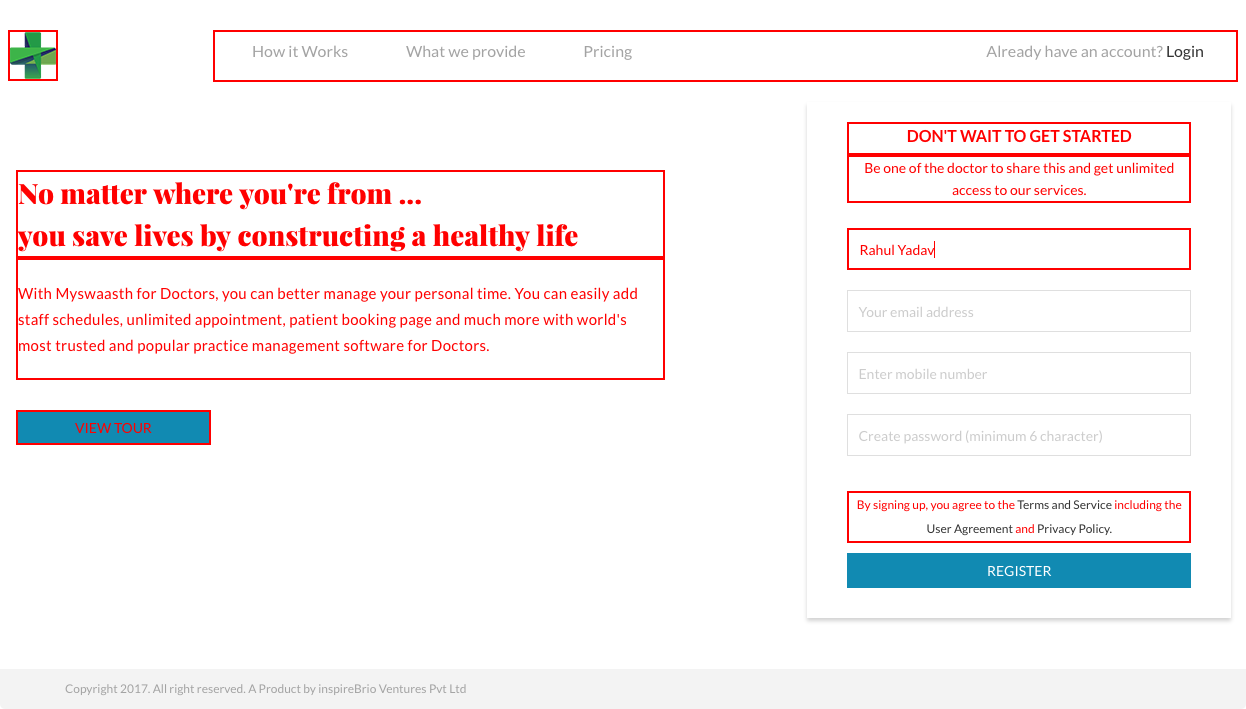 How it Works
What we provide
Pricing
Already have an account? Login
No matter where you're from ...
you save lives by constructing a healthy life
With Myswaasth for Doctors, you can better manage your personal time. You can easily add
staff schedules, unlimited appointment, patient booking page and much more with world's
most trusted and popular practice management software for Doctors.
VIEW TOUR
DON'T WAIT TO GET STARTED
Be one of the doctor to share this and get unlimited
access to our services.
Rahul Yadav
Your email address
Enter mobile number
Create password (minimum 6 character)
By signing up, you agree to the Terms and Service including the
User Agreement and Privacy Policy.
REGISTER
Copyright 2017. All right reserved. A Product by inspireBrio Ventures Pvt Ltd